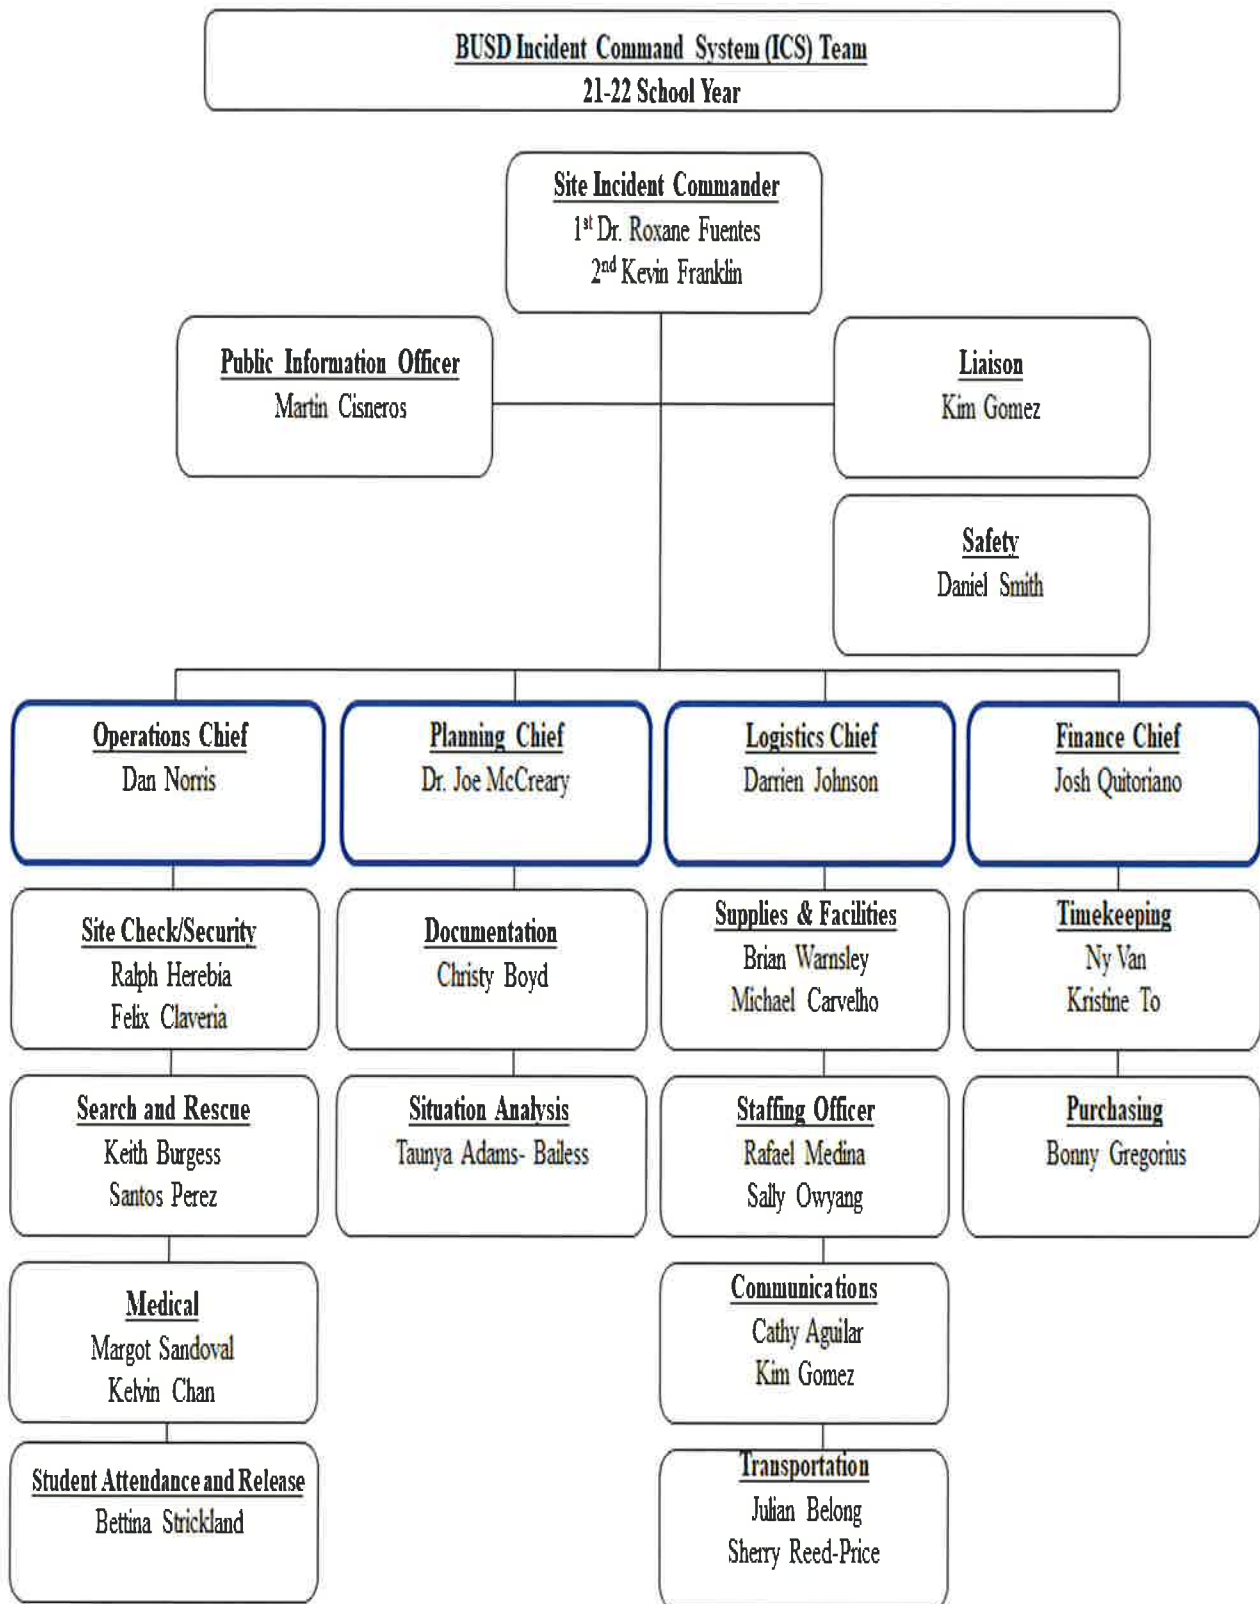 BUSD Incident Command System (ICS) Team
21-22 School Year
Site Incident Commander
1st Dr. Roxane Fuentes
2nd Kevin Franklin
Public Information Officer
Martin Cisneros
Liaison
Kim Gomez
Safety
Daniel Smith
Operations Chief
Dan Norris
Planning Chief
Dr. Joe McCreary
Logistics Chief
Darrien Johnson
Finance Chief
Josh Quitoriano
Site Check/Security
Ralph Herebia
Felix Claveria
Documentation
Christy Boyd
Supplies & Facilities
Brian Warnsley
Michael Carvelho
Timekeeping
Ny Van
Kristine To
Search and Rescue
Keith Burgess
Santos Perez
Situation Analysis
Taunya Adams- Bailess
Staffing Officer
Rafael Medina
Sally Owyang
Purchasing
Bonny Gregorius
Medical
Margot Sandoval
Kelvin Chan
Communications
Cathy Aguilar
Kim Gomez
Student Attendance and Release
Bettina Strickland
Transportation
Julian Belong
Sherry Reed-Price